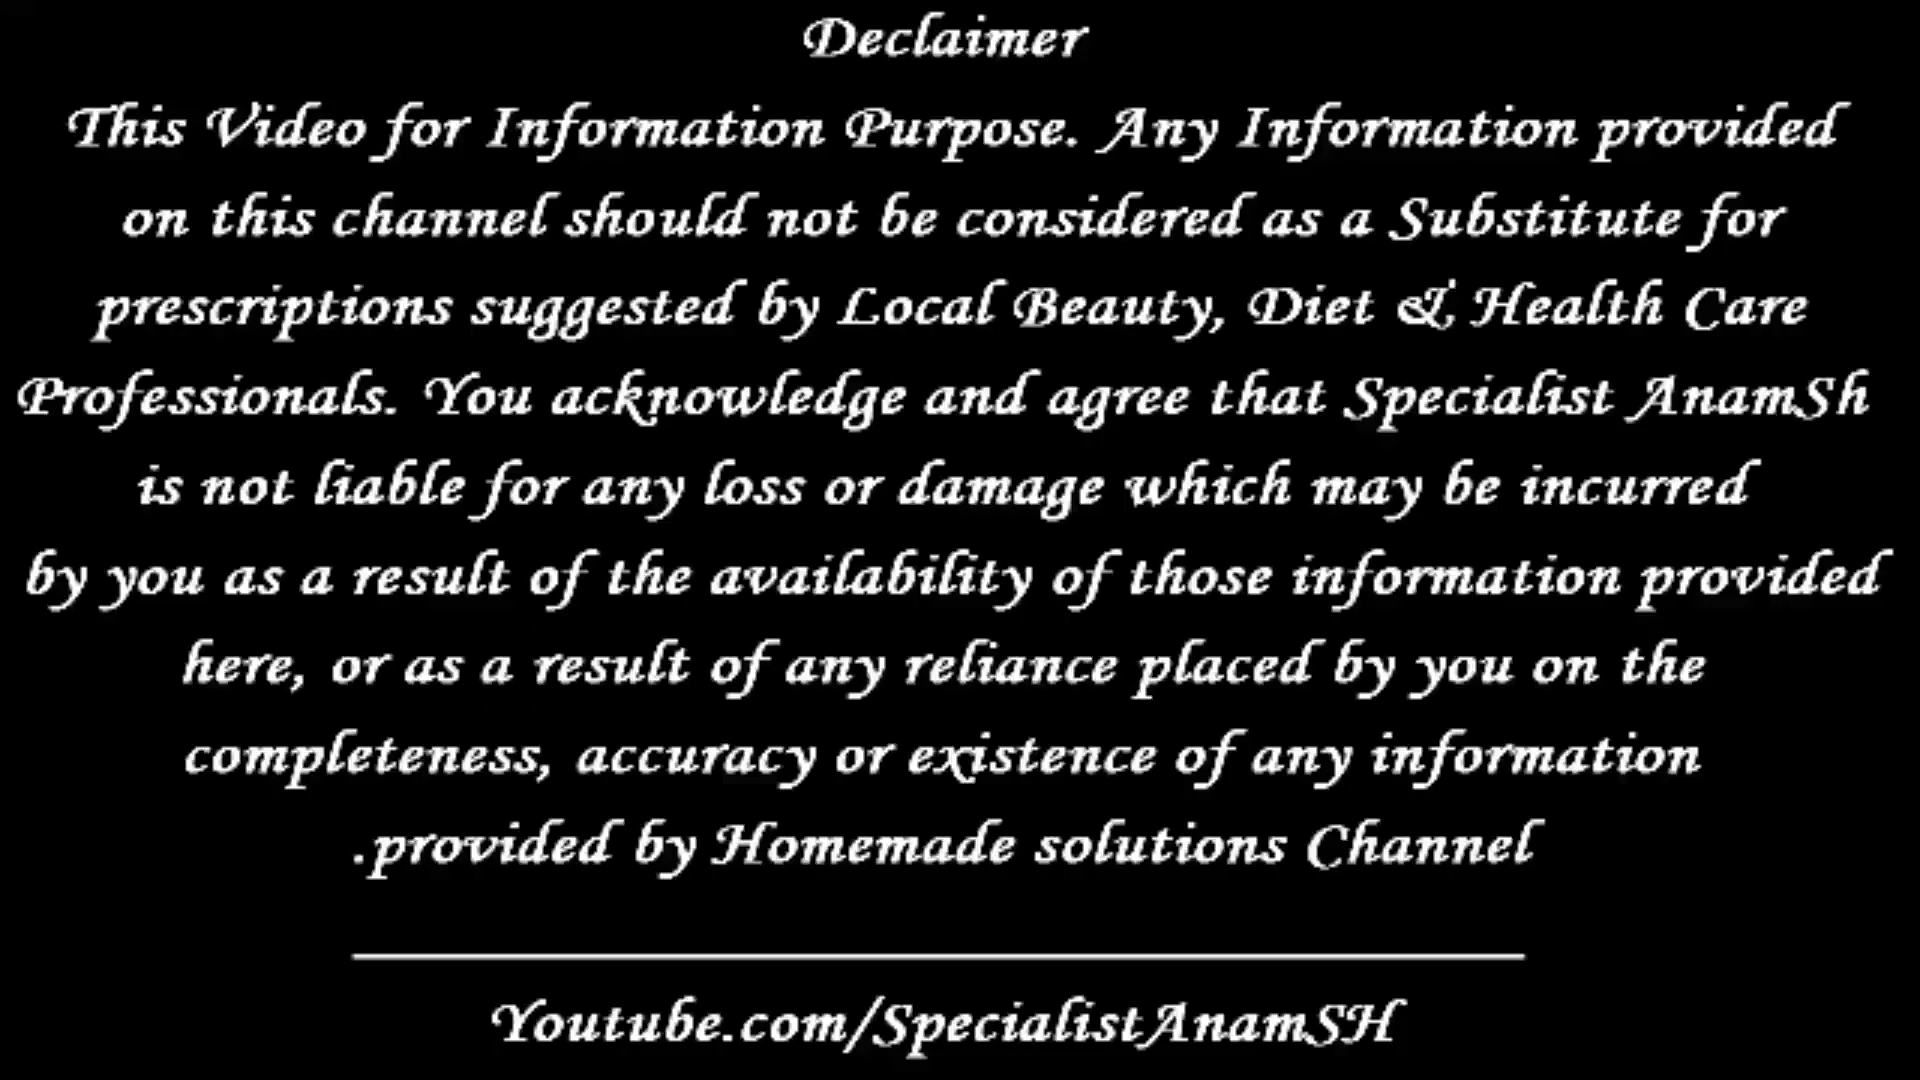 Declaimer
This Video for Information Purpose. Any Information provided
on this channel should not be considered as a Substitute for
prescriptions suggested by Local Beauty, Diet & Health Care
Professionals. You acknowledge and agree that Specialist AnamSh
is not liable for any loss or damage which may be incurred
by you as a result of the availability of those information provided
here, or as a result of any reliance placed by you on the
completeness, accuracy or existence of any information
.provided by Homemade solutions Channel
Youtube.com/SpecialistAnamSH